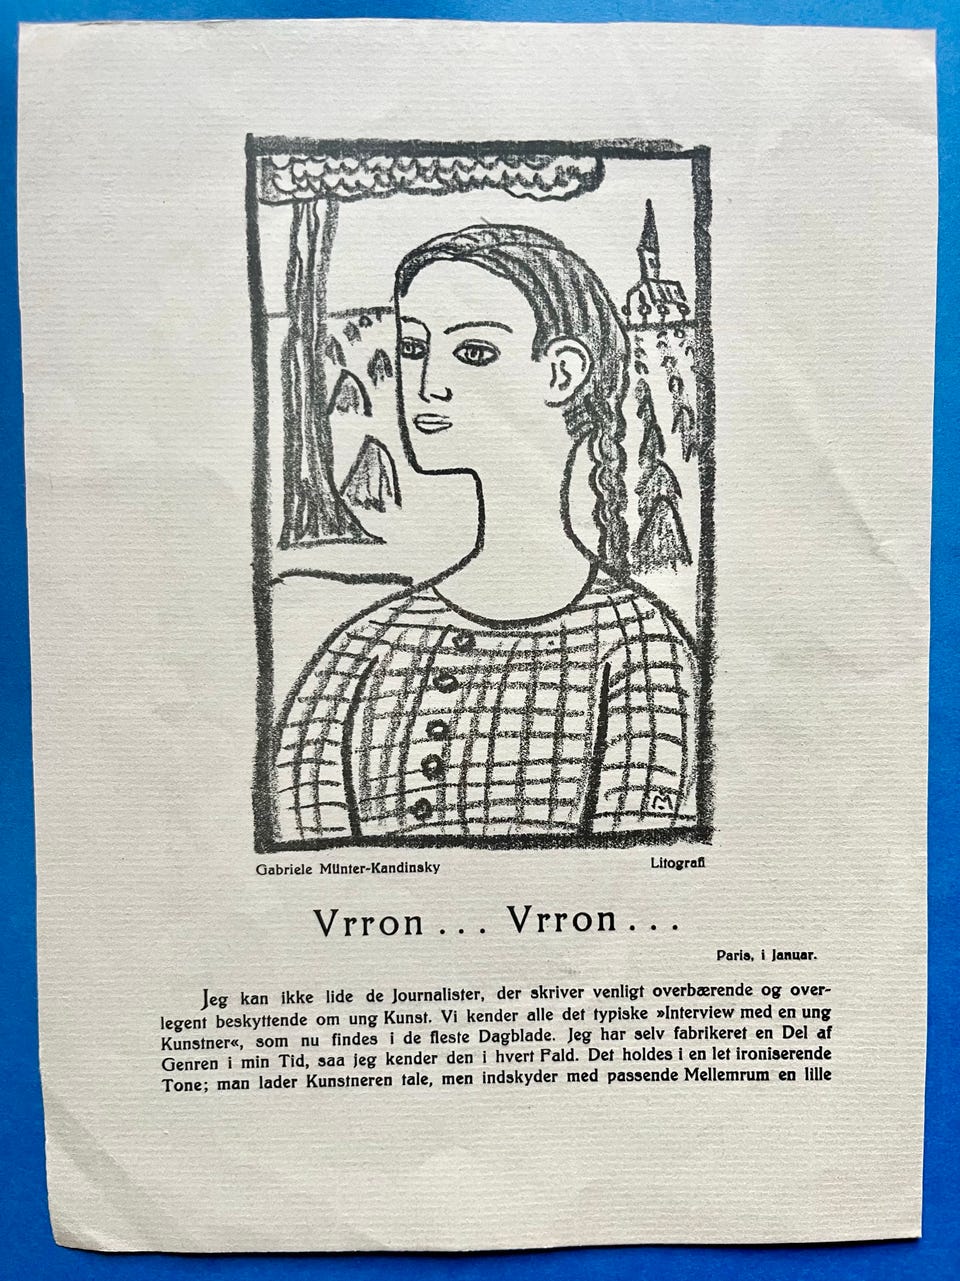 M
Gabriele Münter-Kandinsky
Litografi
Vrron ... Vrron ...
Paris, i Januar.
Jeg kan ikke lide de Journalister, der skriver venligt overbærende og over-
legent beskyttende om ung Kunst. Vi kender alle det typiske »Interview med en ung
Kunstner«, som nu findes i de fleste Dagblade. Jeg har selv fabrikeret en Del af
Genren i min Tid, saa jeg kender den i hvert Fald. Det holdes i en let ironiserende
Tone; man lader Kunstneren tale, men indskyder med passende Mellemrum en lille